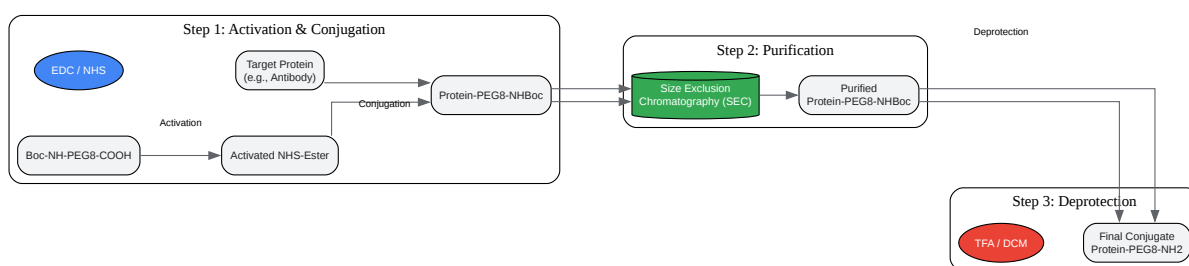 Step 1: Activation & Conjugation
EDC / NHS
Target Protein
(e.g., Antibody)
Protein-PEG8-NHBoc
Conjugation
Activation
Boc-NH-PEG8-COOH
Activated NHS-Ester
Step 2: Purification
Size Exclusion
Chromatography (SEC)
Purified
Protein-PEG8-NHBoc
Deprotection
Step 3: Deprotection
TFA / DCM
Final Conjugate
Protein-PEG8-NH2